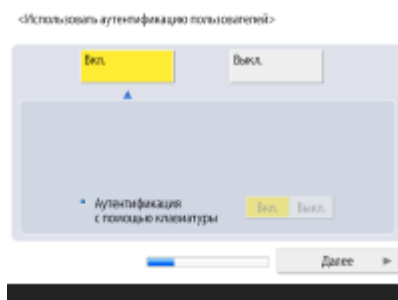 <Использовать аутентификацию пользователей>
Вкл. Выкл.
Аутентификация
с помощью клавиатуры
Вкл. Выкл.
Далее